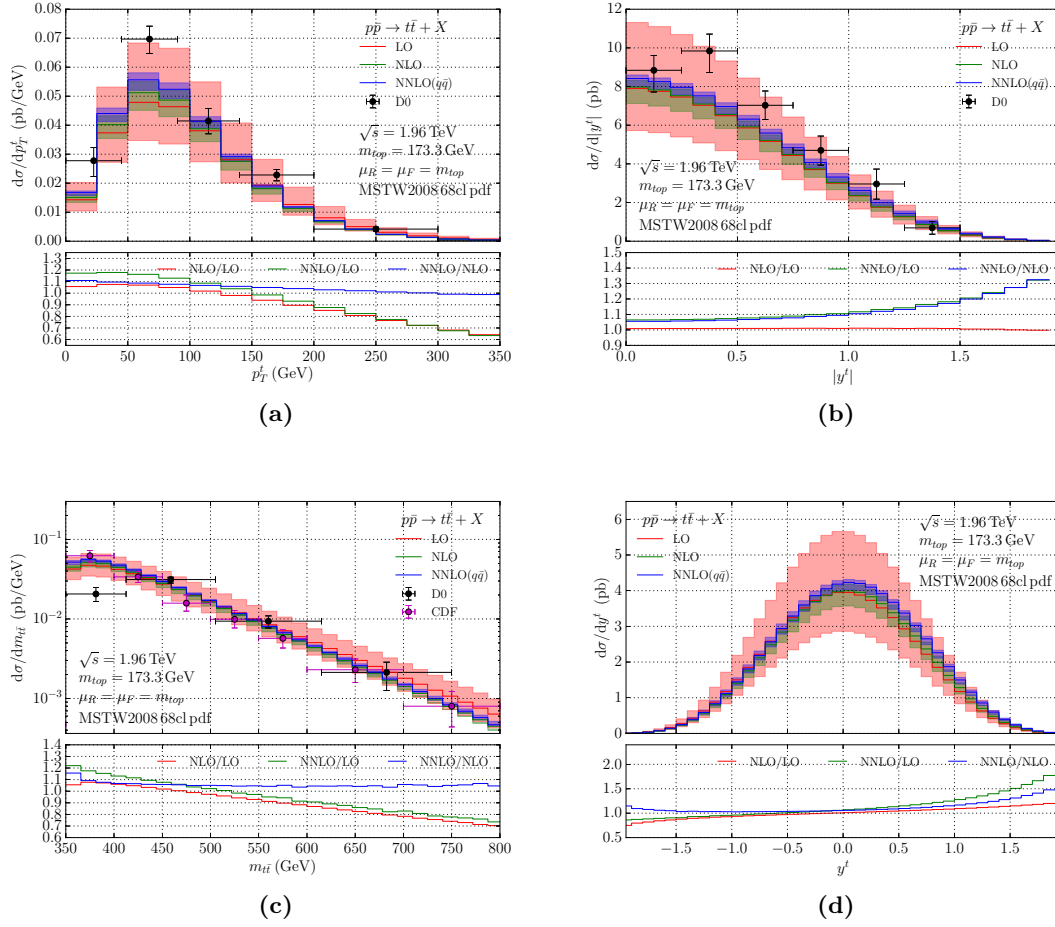 pp̄ → tt̄ + X
LO
NLO
NNLO(qq̄)
D0
√s = 1.96 TeV
m_top = 173.3 GeV
μ_R = μ_F = m_top
MSTW2008 68cl pdf
dσ/dp_T^t (pb/GeV)
0.08
0.07
0.06
0.05
0.04
0.03
0.02
0.01
0.00
NLO/LO NNLO/LO NNLO/NLO
1.3
1.2
1.1
1.0
0.9
0.8
0.7
0.6
0 50 100 150 200 250 300 350
p_T^t (GeV)
(a)
pp̄ → tt̄ + X
LO
NLO
NNLO(qq̄)
D0
√s = 1.96 TeV
m_top = 173.3 GeV
μ_R = μ_F = m_top
MSTW2008 68cl pdf
dσ/d|y^t| (pb)
12
10
8
6
4
2
0
NLO/LO NNLO/LO NNLO/NLO
1.5
1.4
1.3
1.2
1.1
1.0
0.9
0.0 0.5 1.0 1.5
|y^t|
(b)
pp̄ → tt̄ + X
LO
NLO
NNLO(qq̄)
D0
CDF
√s = 1.96 TeV
m_top = 173.3 GeV
μ_R = μ_F = m_top
MSTW2008 68cl pdf
dσ/dm_tt̄ (pb/GeV)
10⁻¹
10⁻²
10⁻³
NLO/LO NNLO/LO NNLO/NLO
1.4
1.3
1.2
1.1
1.0
0.9
0.8
0.7
0.6
350 400 450 500 550 600 650 700 750 800
m_tt̄ (GeV)
(c)
pp̄ → tt̄ + X
LO
NLO
NNLO(qq̄)
√s = 1.96 TeV
m_top = 173.3 GeV
μ_R = μ_F = m_top
MSTW2008 68cl pdf
dσ/dy^t (pb)
6
5
4
3
2
1
0
NLO/LO NNLO/LO NNLO/NLO
2.0
1.5
1.0
0.5
−1.5 −1.0 −0.5 0.0 0.5 1.0 1.5
y^t
(d)